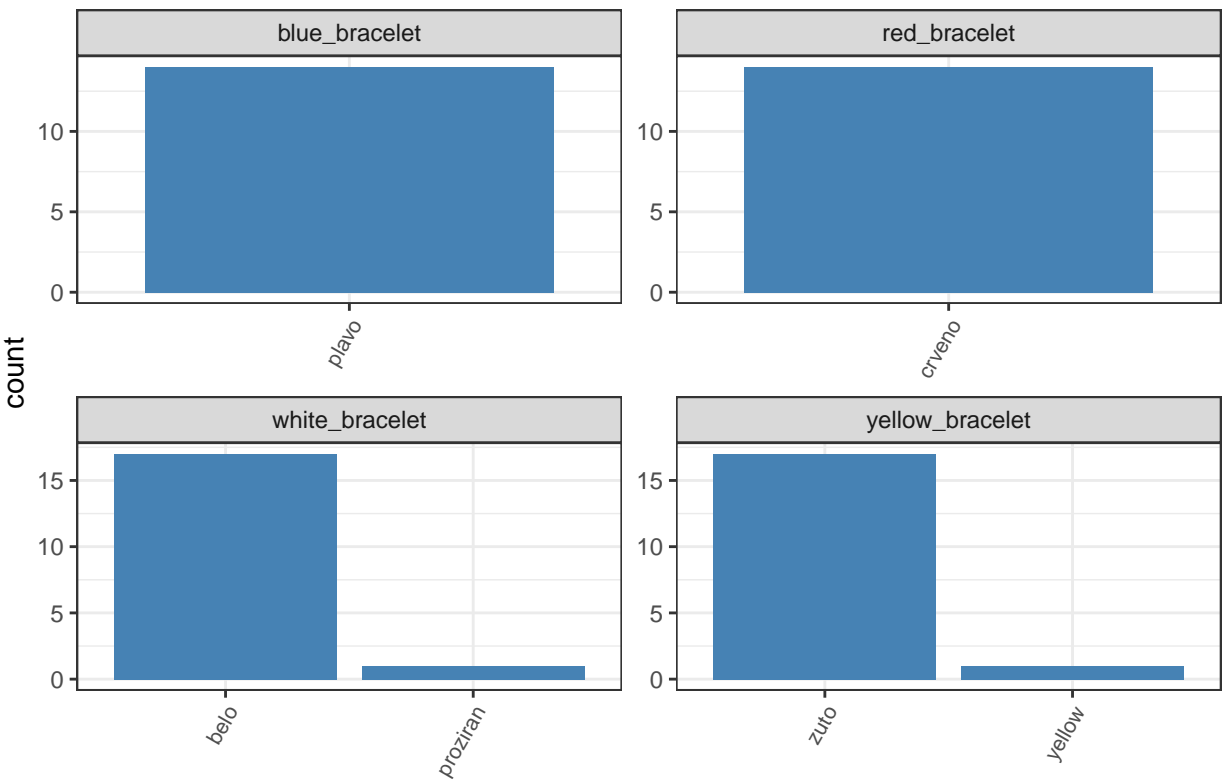 blue_bracelet
red_bracelet
10
5
0
10
5
0
plavo
crveno
count
white_bracelet
yellow_bracelet
15
10
5
0
15
10
5
0
belo
proziran
zuto
yellow